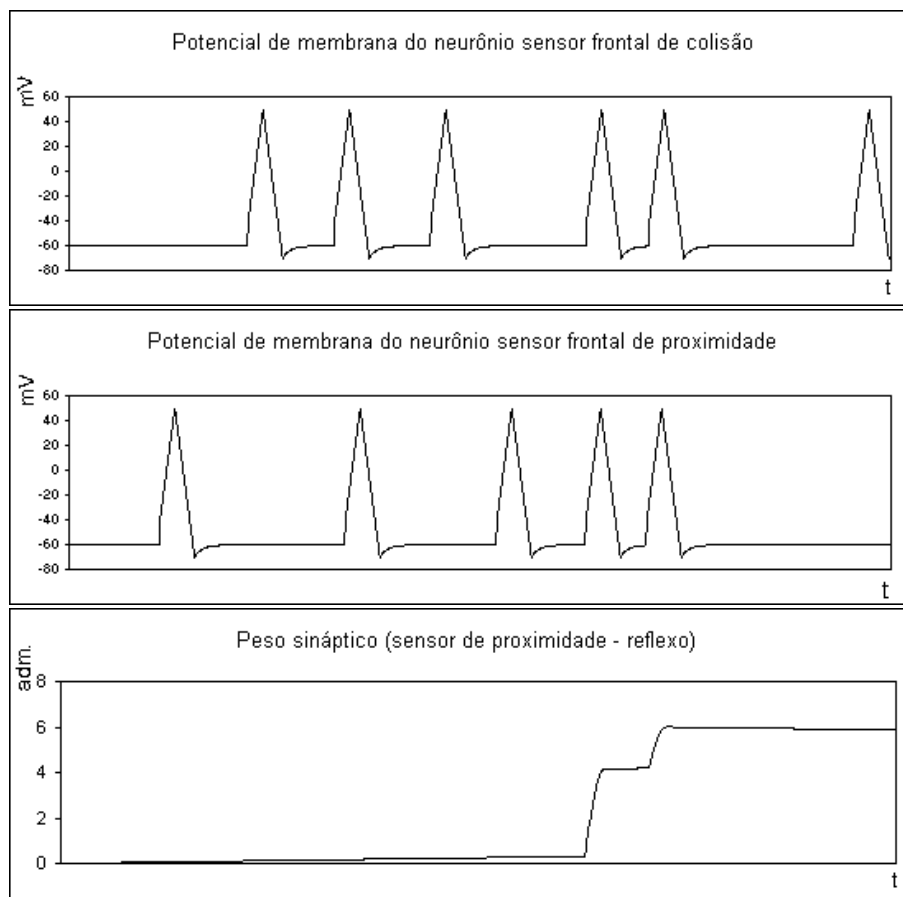 Potencial de membrana do neurônio sensor frontal de colisão
mV
60
40
20
0
-20
-40
-60
-80
t
Potencial de membrana do neurônio sensor frontal de proximidade
mV
60
40
20
0
-20
-40
-60
-80
t
Peso sináptico (sensor de proximidade - reflexo)
adm.
8
6
4
2
0
t